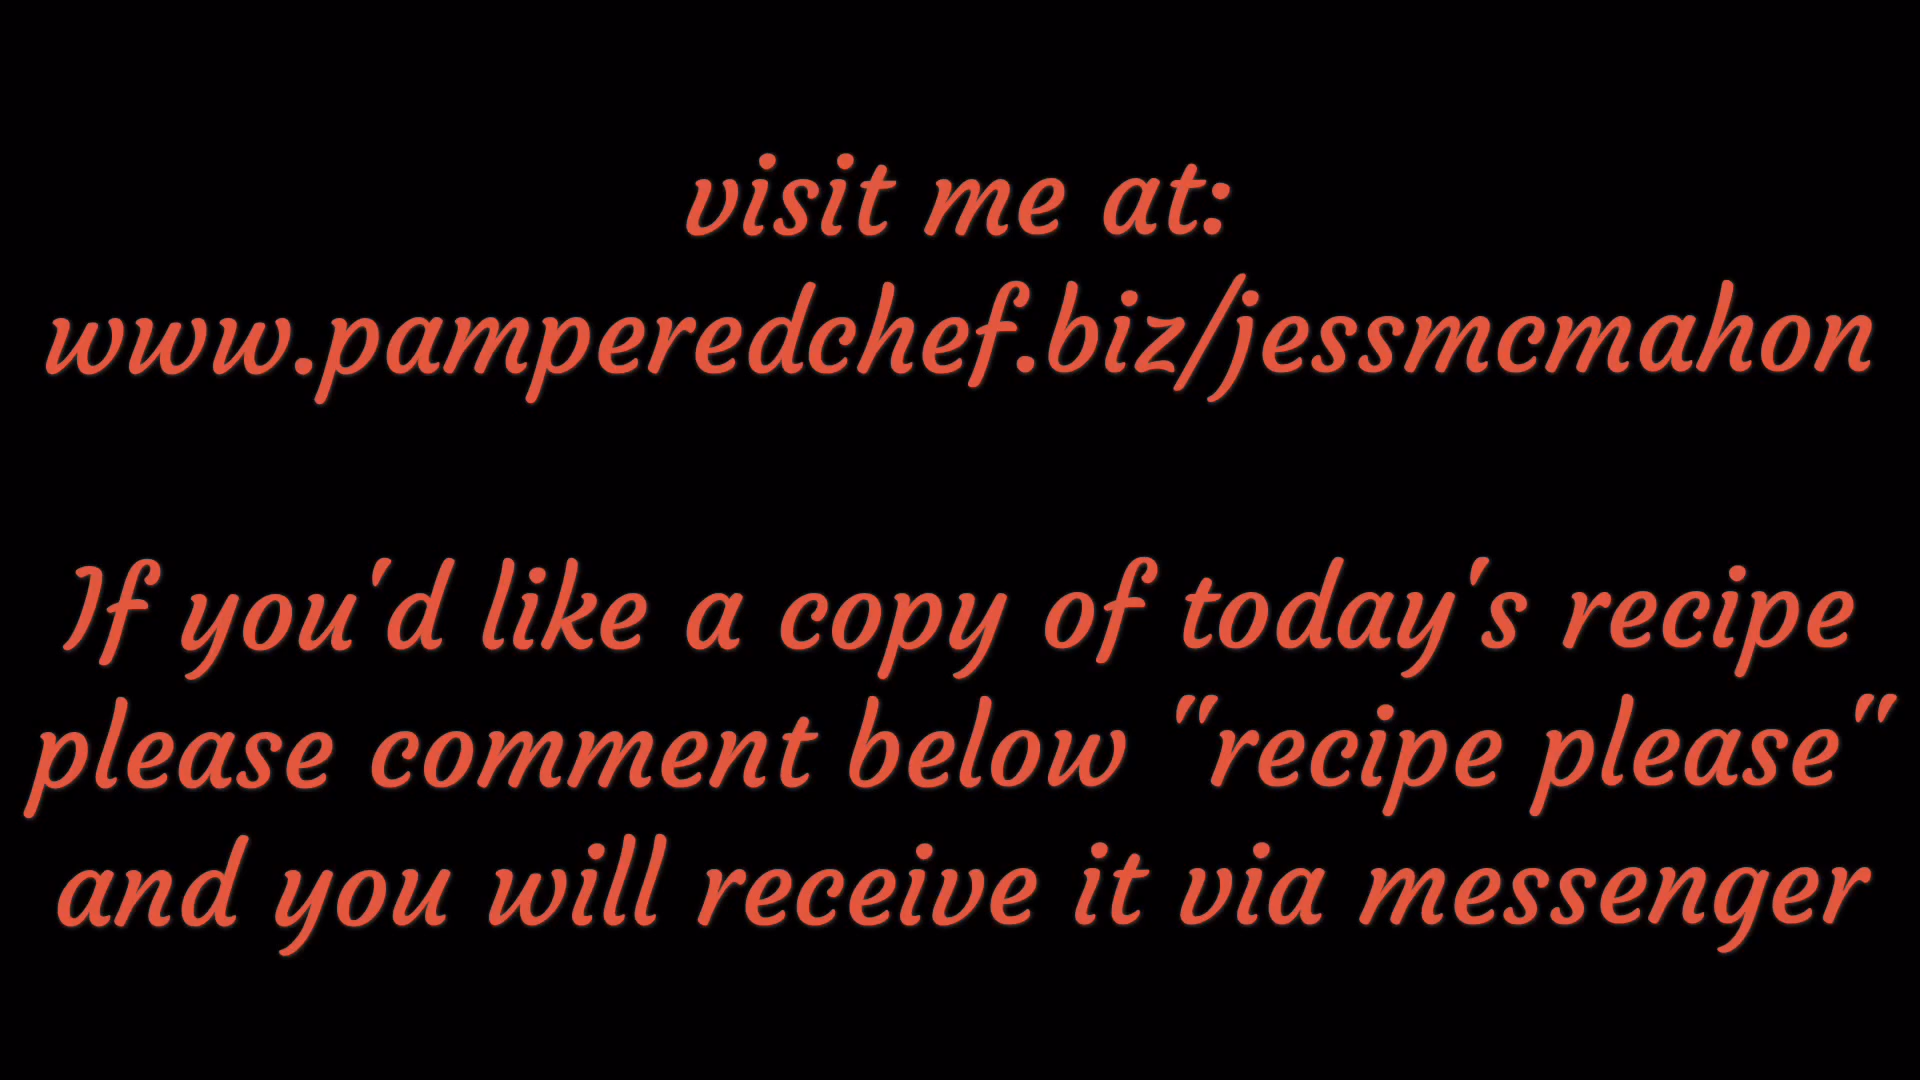 visit me at:
www.pamperedchef.biz/jessmcmahon
If you'd like a copy of today's recipe
please comment below "recipe please"
and you will receive it via messenger